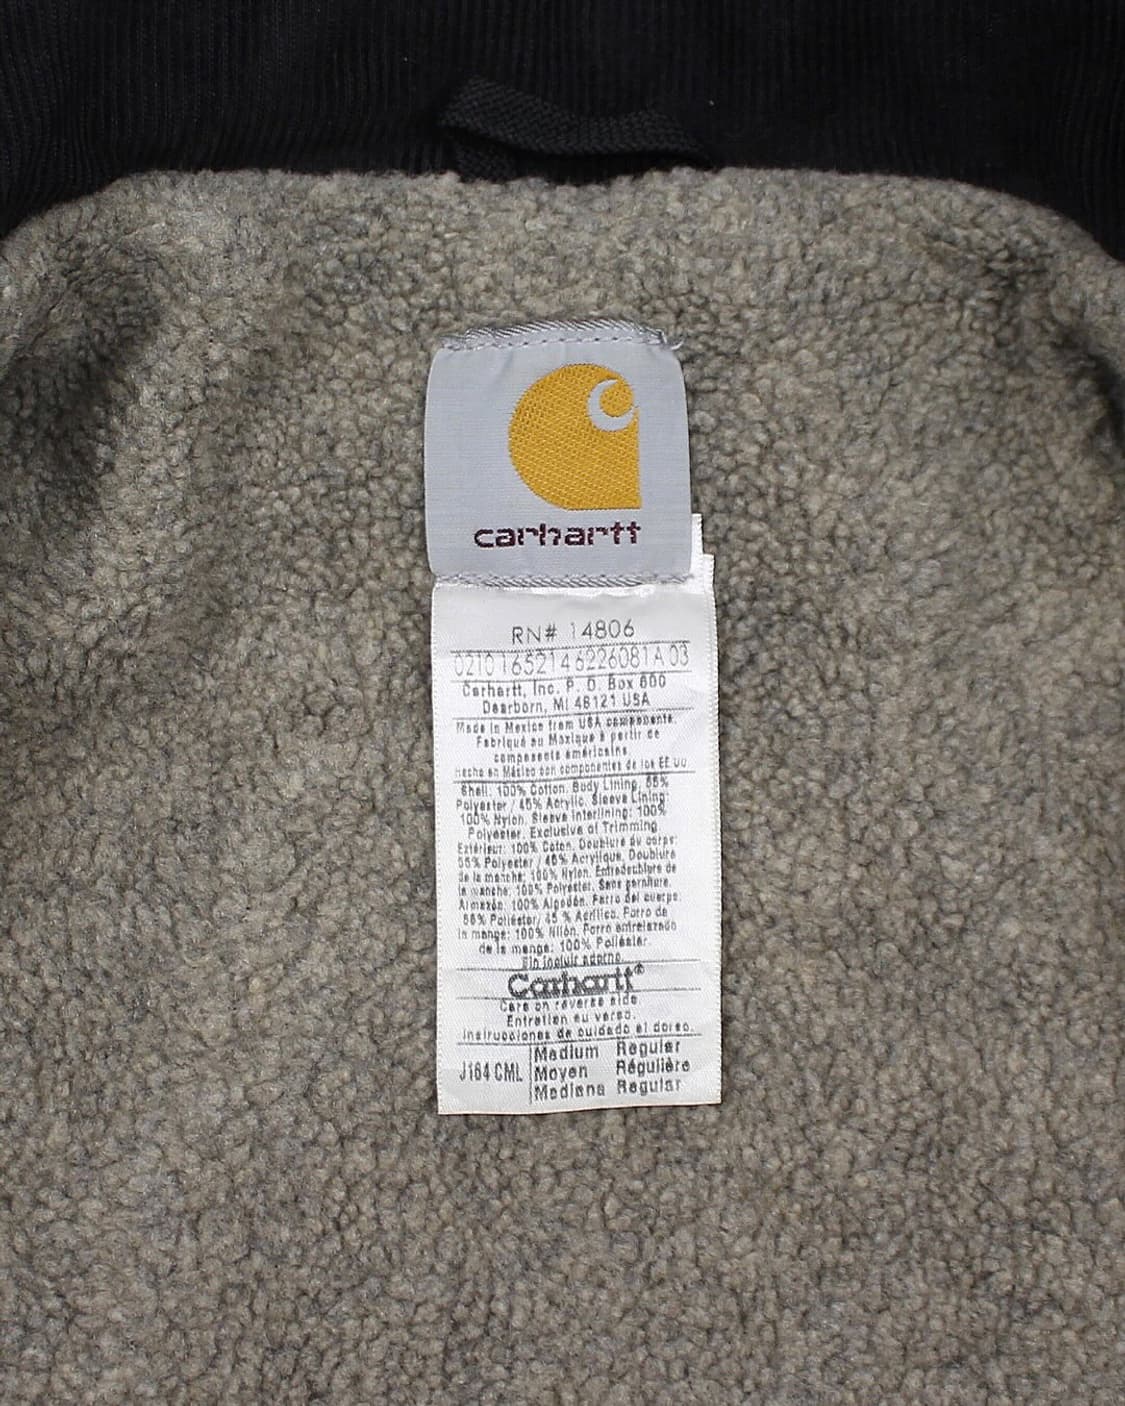 carhartt
RN# 14806
0210165214 6226081A 03
Carhartt, Inc. P. O. Box 600
Dearborn, MI 48121 USA
Made in Mexico from USA components.
Fabriqué au Mexique à partir de
composants américains.
Hecho en México con componentes de los EE UU
Shell: 100% Cotton. Body Lining, 55%
Polyester / 45% Acrylic. Sleeve Lining:
100% Nylon. Sleeve Interlining: 100%
Polyester. Exclusive of Trimming
Extérieur: 100% Coton. Doublure du corps:
55% Polyester / 45% Acrylique. Doublure
de la manche: 100% Nylon. Entredoublure de
la manche: 100% Polyester. Sans garniture.
Armazón: 100% Algodón. Forro del cuerpo:
55% Poliéster/ 45 % Acrílico. Forro de
la manga: 100% Nilón. Forro entrelazado
de la manga: 100% Poliéster.
Sin incluir adorno.
Carhartt®
Care on reverse side
Entretien au verso.
Instrucciones de cuidado al dorso.
J164 CML
Medium Regular
Moyen Régulière
Mediana Regular